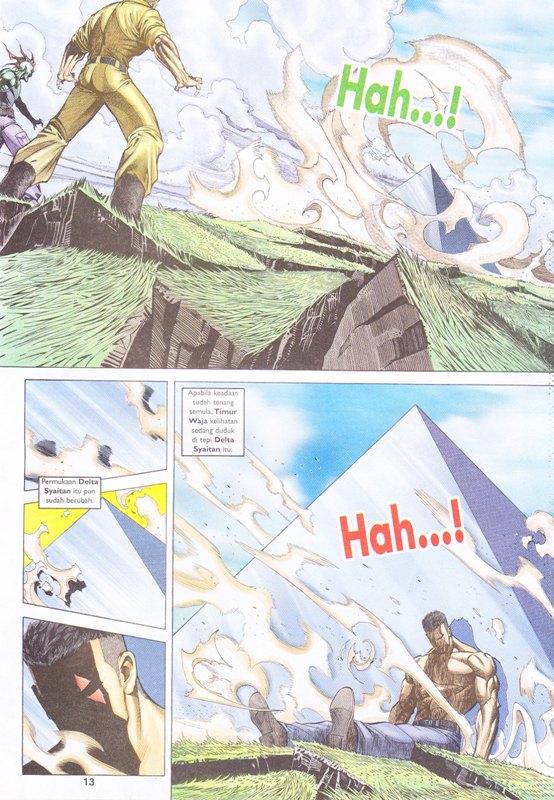 Hah...!
Permukaan Delta
Syaitan itu pun
sudah berubah.
Apabila keadaan
sudah tenang
semula, Timur
Waja kelihatan
sedang duduk
di tepi Delta
Syaitan itu.
Hah...!
13